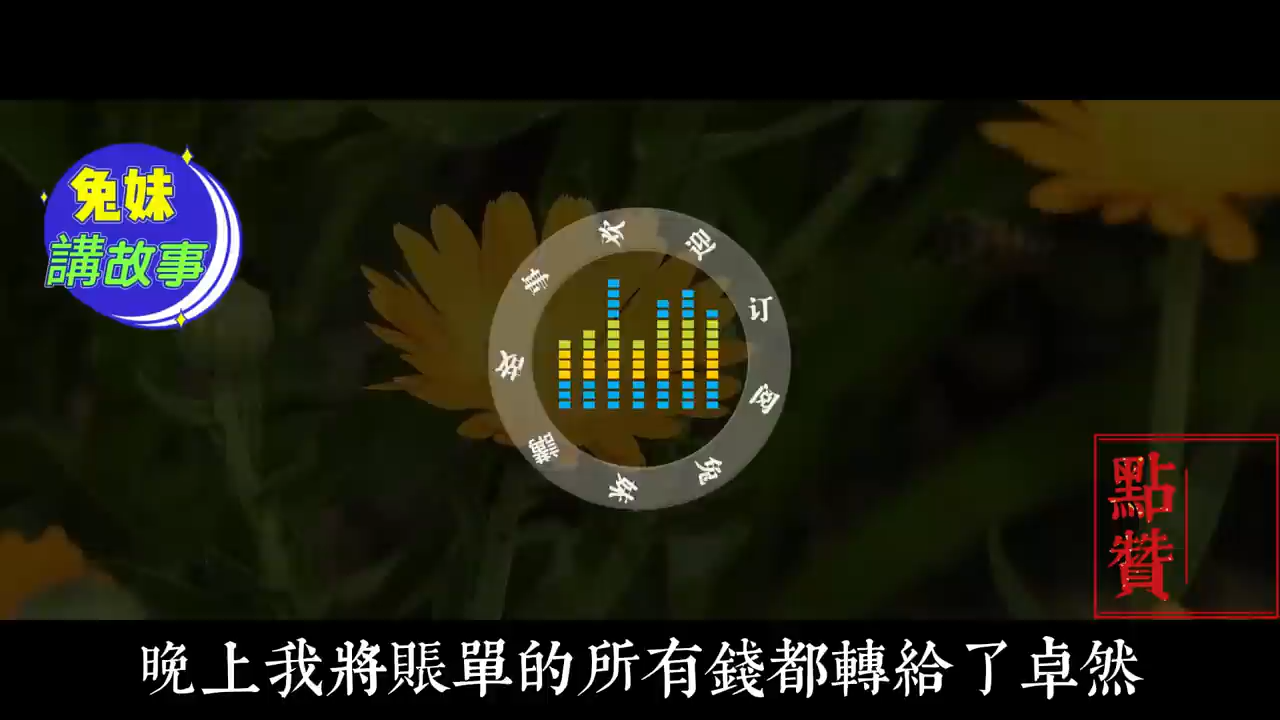 兔妹
講故事
欢迎订阅兔妹講故事
點贊
晚上我將賬單的所有錢都轉給了卓然